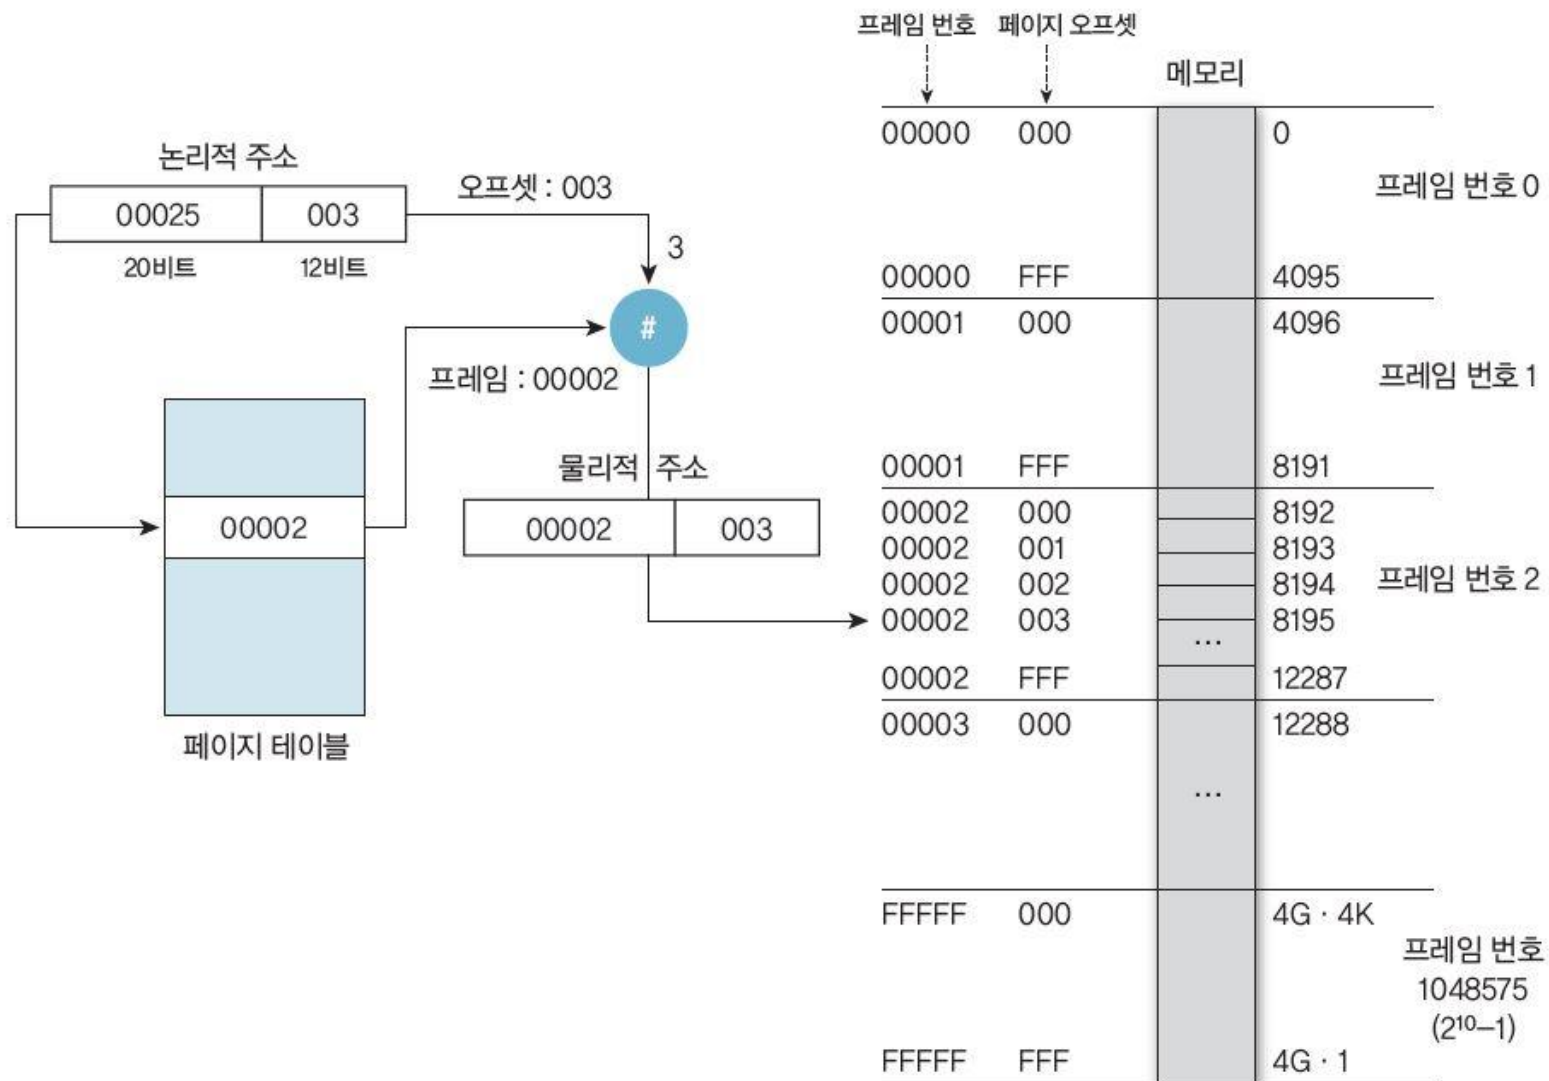 논리적 주소
00025 003
20비트 12비트
오프셋 : 003
3
#
프레임 : 00002
00002
페이지 테이블
물리적 주소
00002 003
프레임 번호 페이지 오프셋
메모리
00000 000 0
프레임 번호 0
00000 FFF 4095
00001 000 4096
프레임 번호 1
00001 FFF 8191
00002 000 8192
00002 001 8193
00002 002 8194
프레임 번호 2
00002 003 8195
...
00002 FFF 12287
00003 000 12288
...
FFFFF 000 4G · 4K
프레임 번호
1048575
(2¹⁰–1)
FFFFF FFF 4G · 1